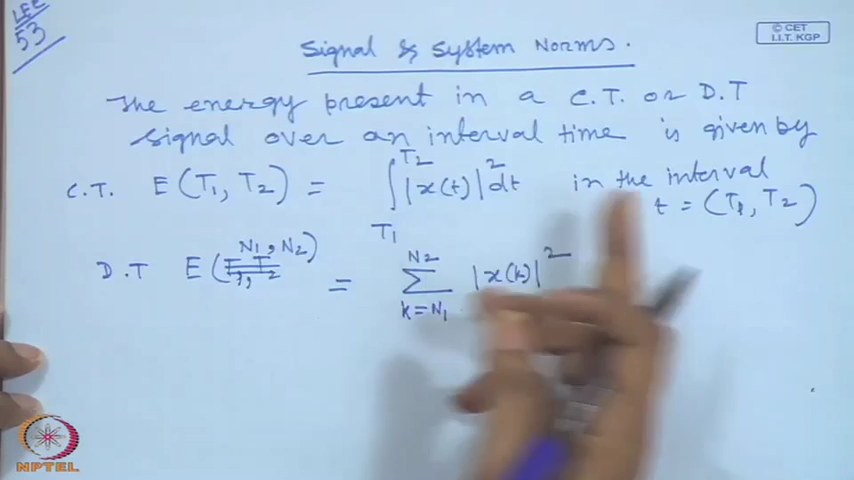 LEC
53
© CET
I.I.T. KGP
Signal & System Norms.
The energy present in a C.T. or D.T
signal over an interval time is given by
C.T. E(T₁, T₂) = ∫_{T₁}^{T₂} |x(t)|² dt in the interval
t = (T₁, T₂)
D.T E(N₁, N₂) = Σ_{k=N₁}^{N₂} |x(k)|²
NPTEL